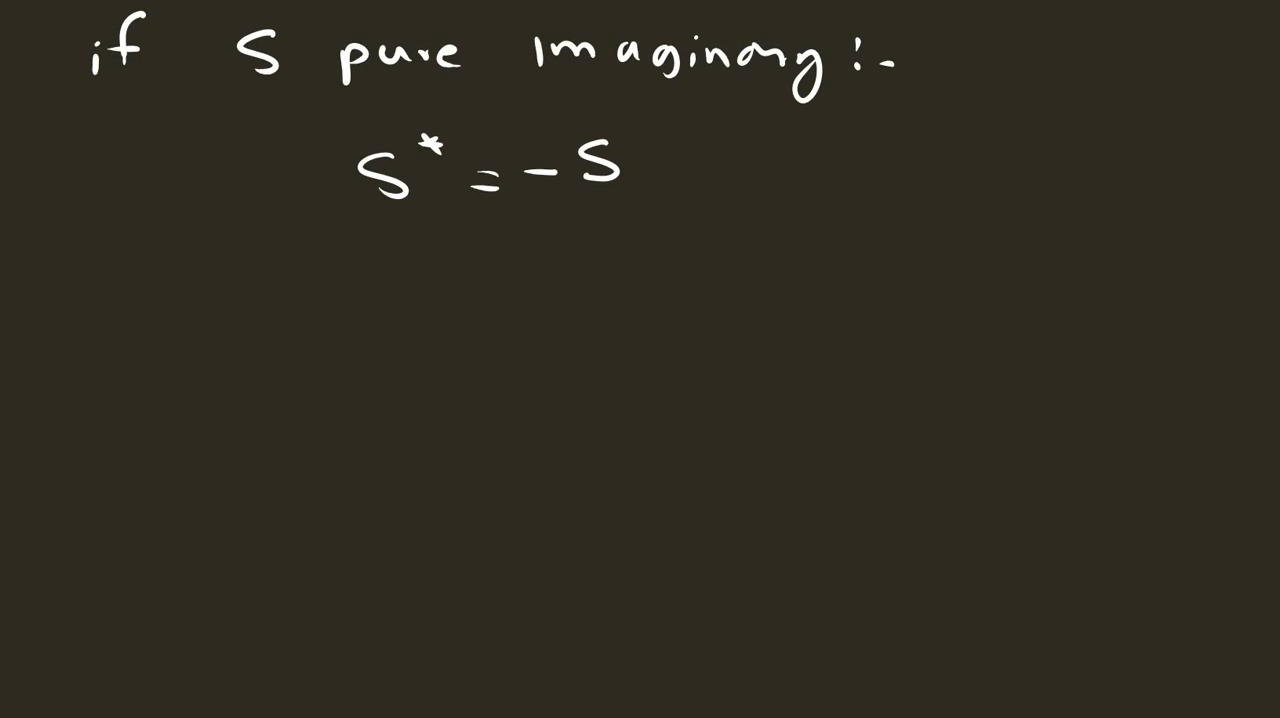 if S pure Imaginary :-
S* = - S